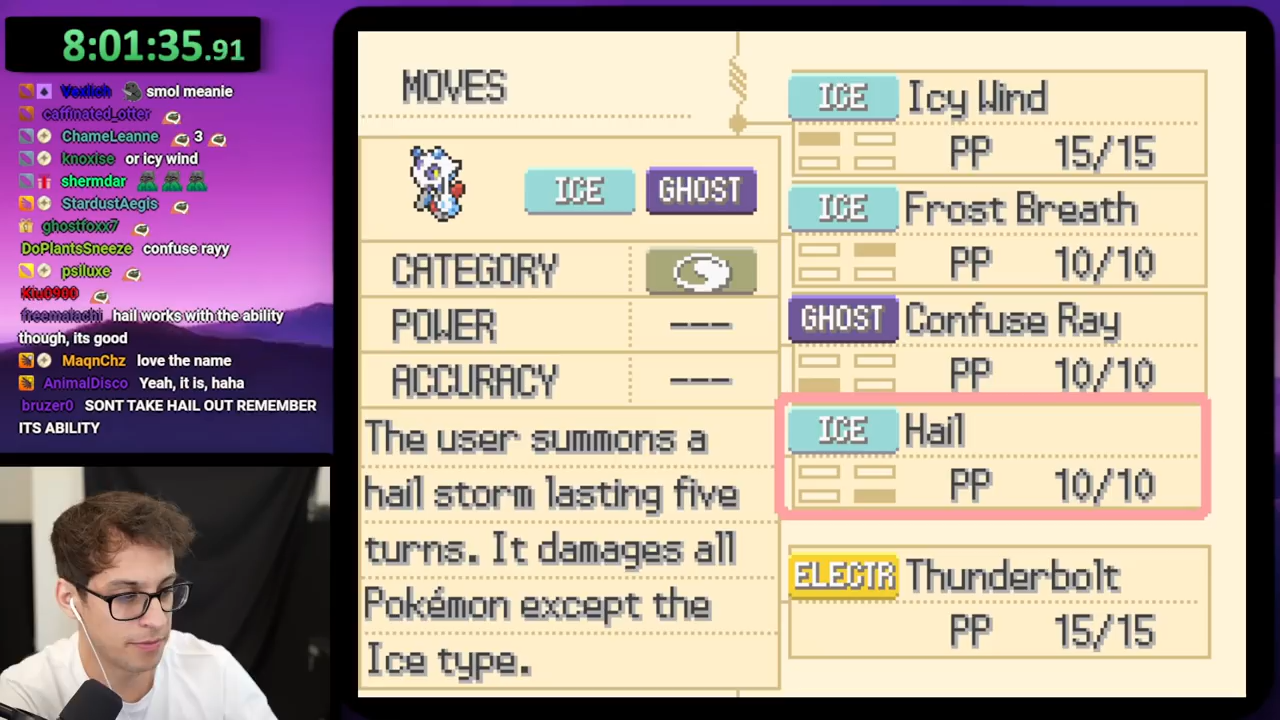 8:01:35.91
Vexlich smol meanie
caffinated_otter
ChameLeanne 3
knoxise or icy wind
shermdar
StardustAegis
ghostfoxx7
DoPlantsSneeze confuse rayy
psiluxe
Kiu0900
freemalachi hail works with the ability
though, its good
MaqnChz love the name
AnimalDisco Yeah, it is, haha
bruzer0 SONT TAKE HAIL OUT REMEMBER
ITS ABILITY
MOVES
ICE GHOST
CATEGORY
POWER ---
ACCURACY ---
The user summons a
hail storm lasting five
turns. It damages all
Pokémon except the
Ice type.
ICE Icy Wind
PP 15/15
ICE Frost Breath
PP 10/10
GHOST Confuse Ray
PP 10/10
ICE Hail
PP 10/10
ELECTR Thunderbolt
PP 15/15